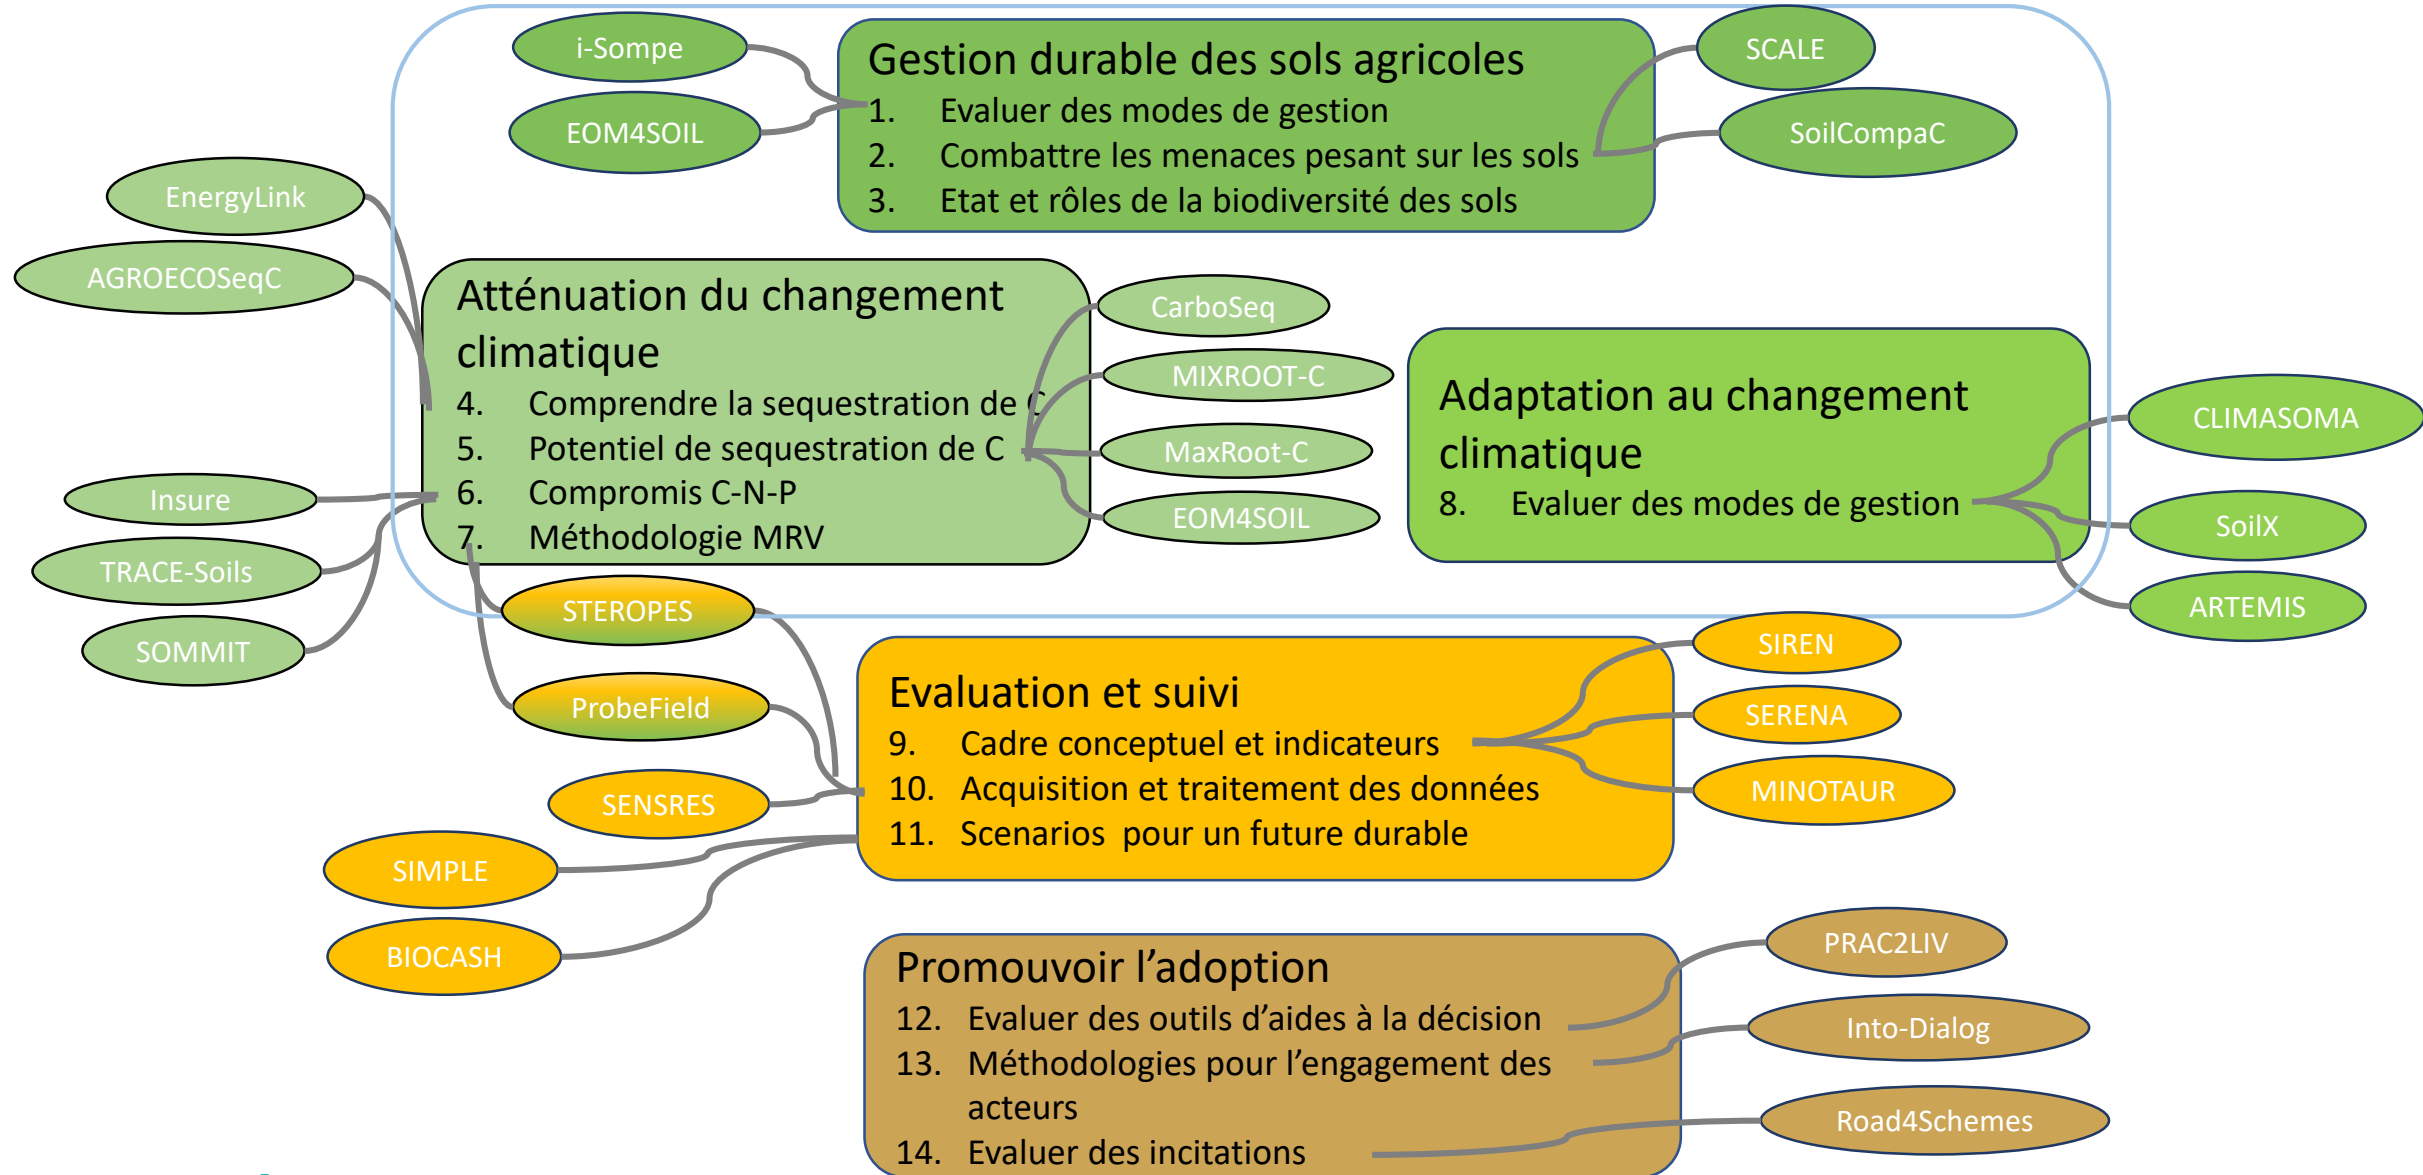 i-Sompe
EOM4SOIL
Gestion durable des sols agricoles
1. Evaluer des modes de gestion
2. Combattre les menaces pesant sur les sols
3. Etat et rôles de la biodiversité des sols
SCALE
SoilCompaC
EnergyLink
AGROECOSeqC
Atténuation du changement
climatique
4. Comprendre la sequestration de C
5. Potentiel de sequestration de C
6. Compromis C-N-P
7. Méthodologie MRV
CarboSeq
MIXROOT-C
MaxRoot-C
EOM4SOIL
Adaptation au changement
climatique
8. Evaluer des modes de gestion
CLIMASOMA
SoilX
ARTEMIS
Insure
TRACE-Soils
SOMMIT
STEROPES
ProbeField
SENSRES
SIMPLE
BIOCASH
Evaluation et suivi
9. Cadre conceptuel et indicateurs
10. Acquisition et traitement des données
11. Scenarios pour un future durable
SIREN
SERENA
MINOTAUR
Promouvoir l’adoption
12. Evaluer des outils d’aides à la décision
13. Méthodologies pour l’engagement des
acteurs
14. Evaluer des incitations
PRAC2LIV
Into-Dialog
Road4Schemes